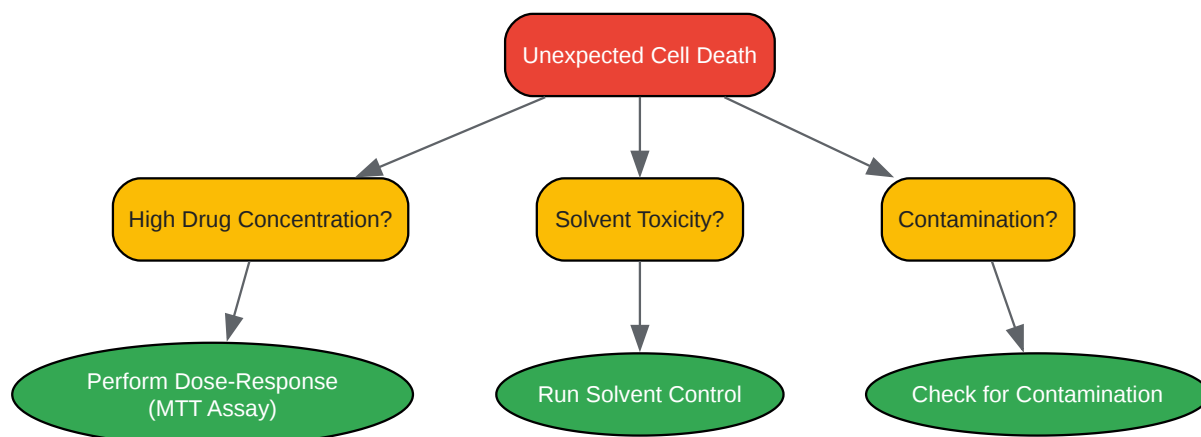 Unexpected Cell Death
High Drug Concentration?
Solvent Toxicity?
Contamination?
Perform Dose-Response
(MTT Assay)
Run Solvent Control
Check for Contamination